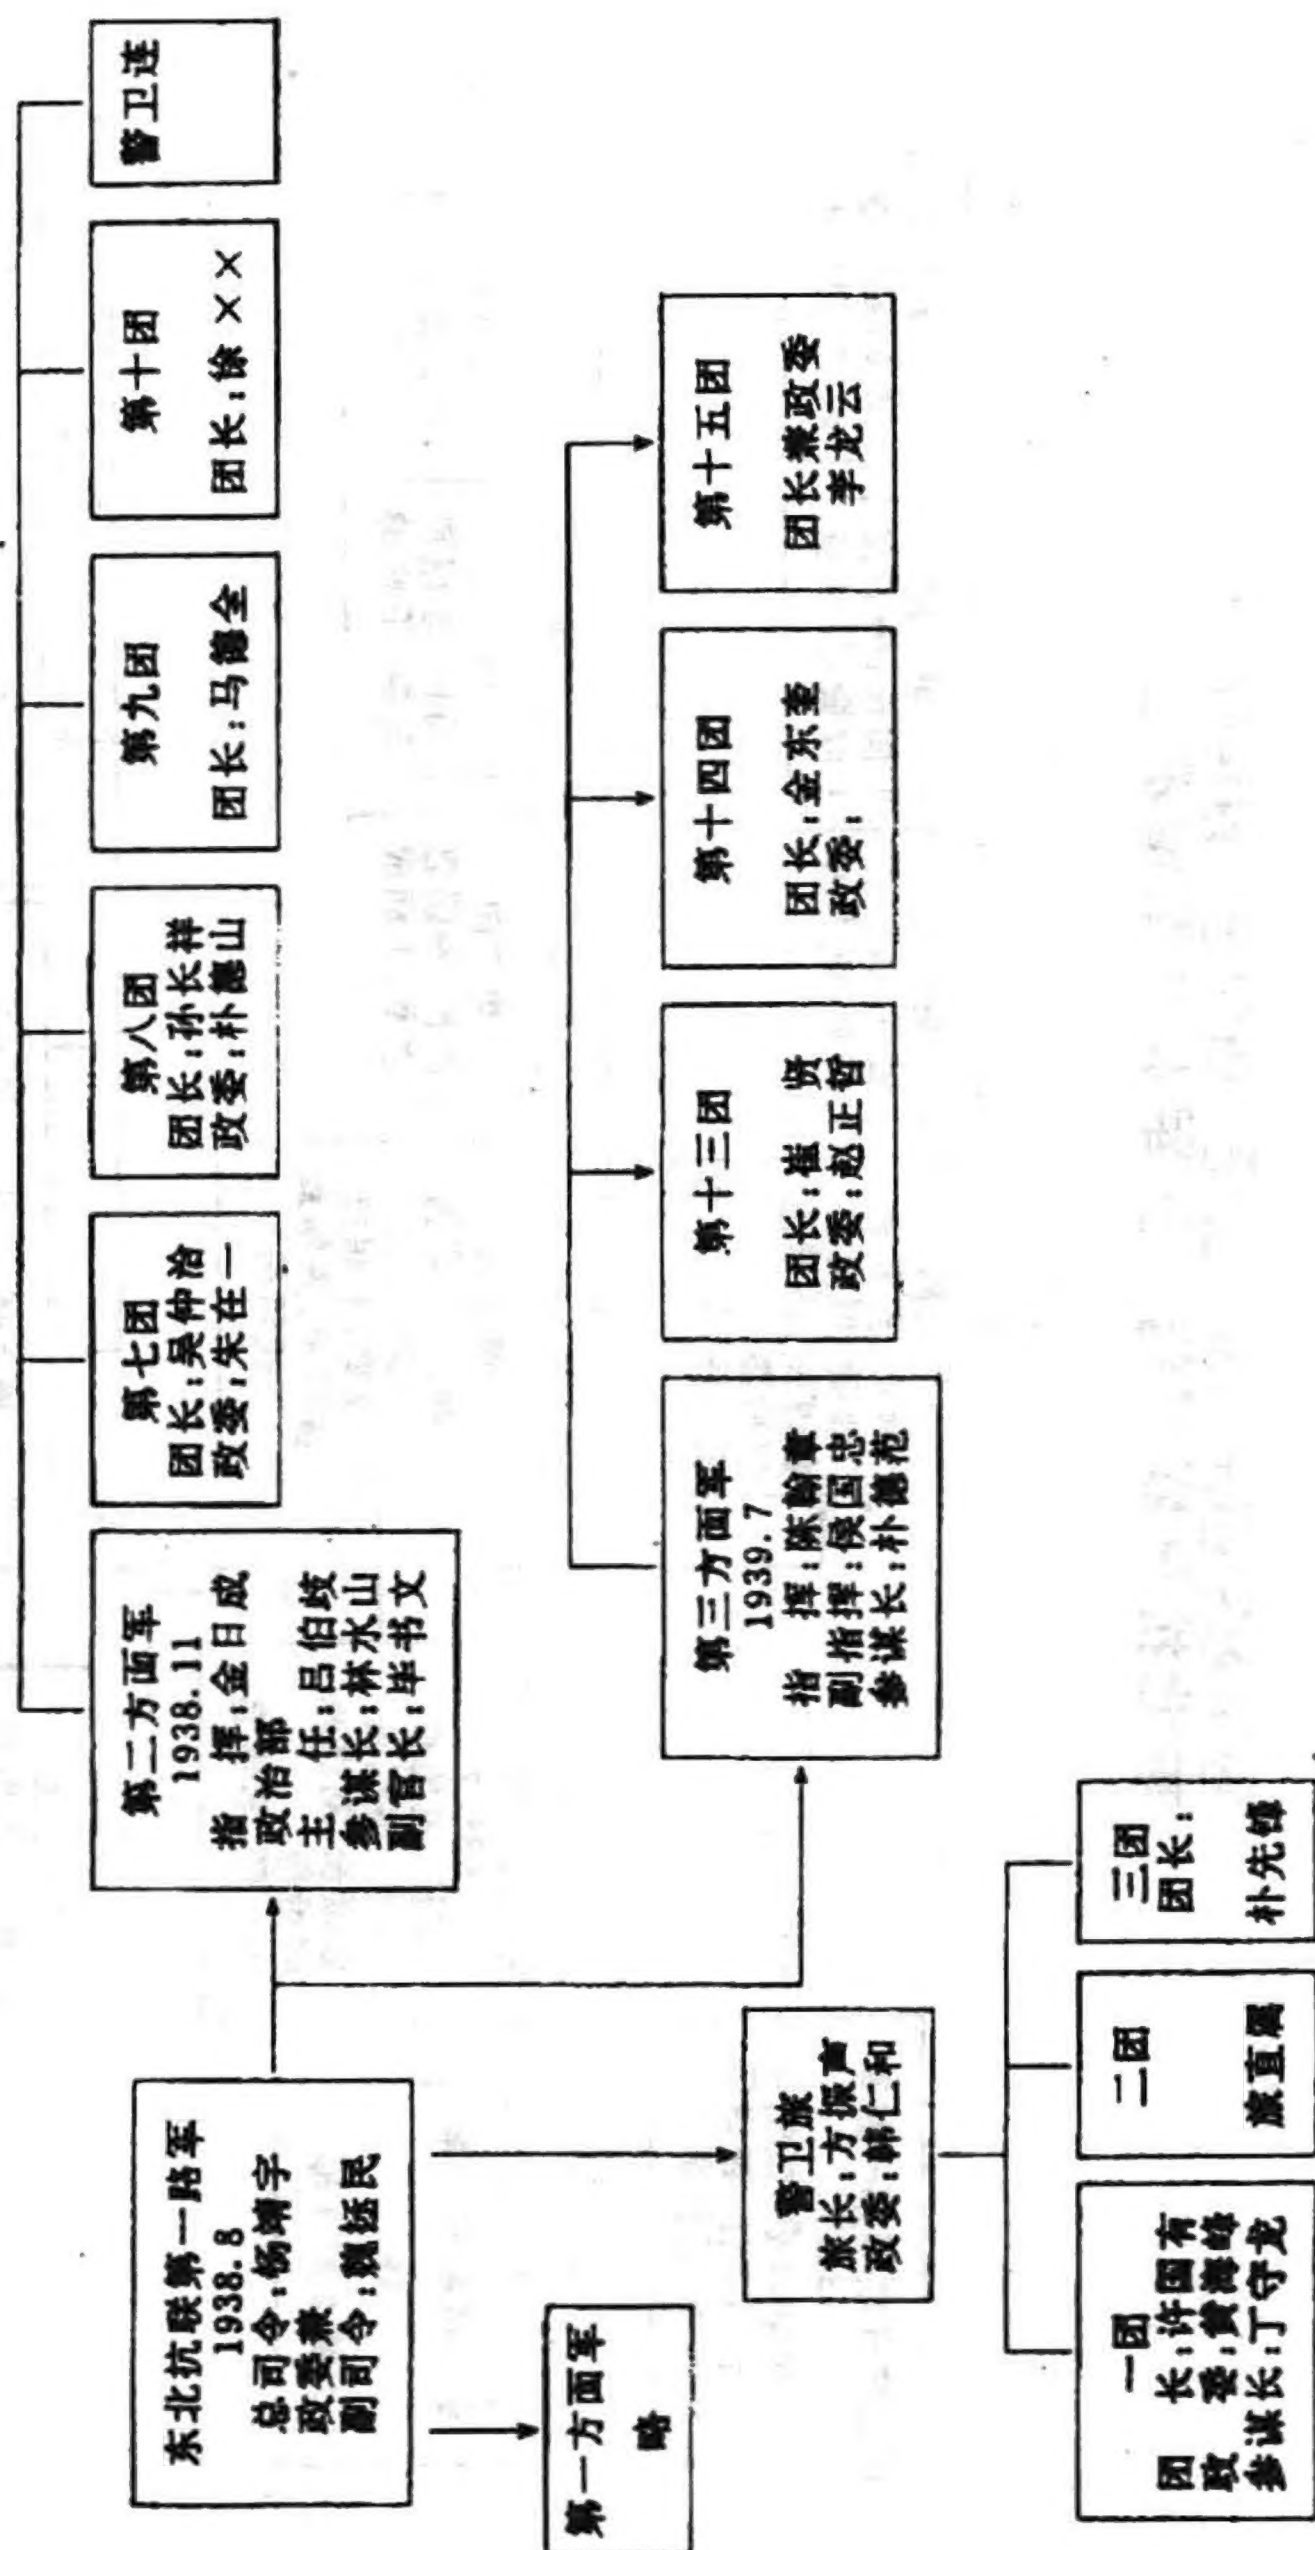 东北抗联第一路军
1938.8
总司令:杨靖宇
政委兼
副司令:魏拯民
第一方面军
略
警卫旅
旅长:方振声
政委:韩仁和
一团
团　长:许国有
政　委:黄海峰
参谋长:丁守龙
二团
旅直属
三团
团长:
朴先锋
第二方面军
1938.11
指　挥:金日成
政治部
主　任:吕伯歧
参谋长:林水山
副官长:毕书文
第七团
团长:吴仲洽
政委:朱在一
第八团
团长:孙长祥
政委:朴德山
第九团
团长:马德全
第十团
团长:徐××
警卫连
第三方面军
1939.7
指　挥:陈翰章
副指挥:侯国忠
参谋长:朴德范
第十三团
团长:崔　贤
政委:赵正哲
第十四团
团长:金东奎
政委:
第十五团
团长兼政委
李龙云